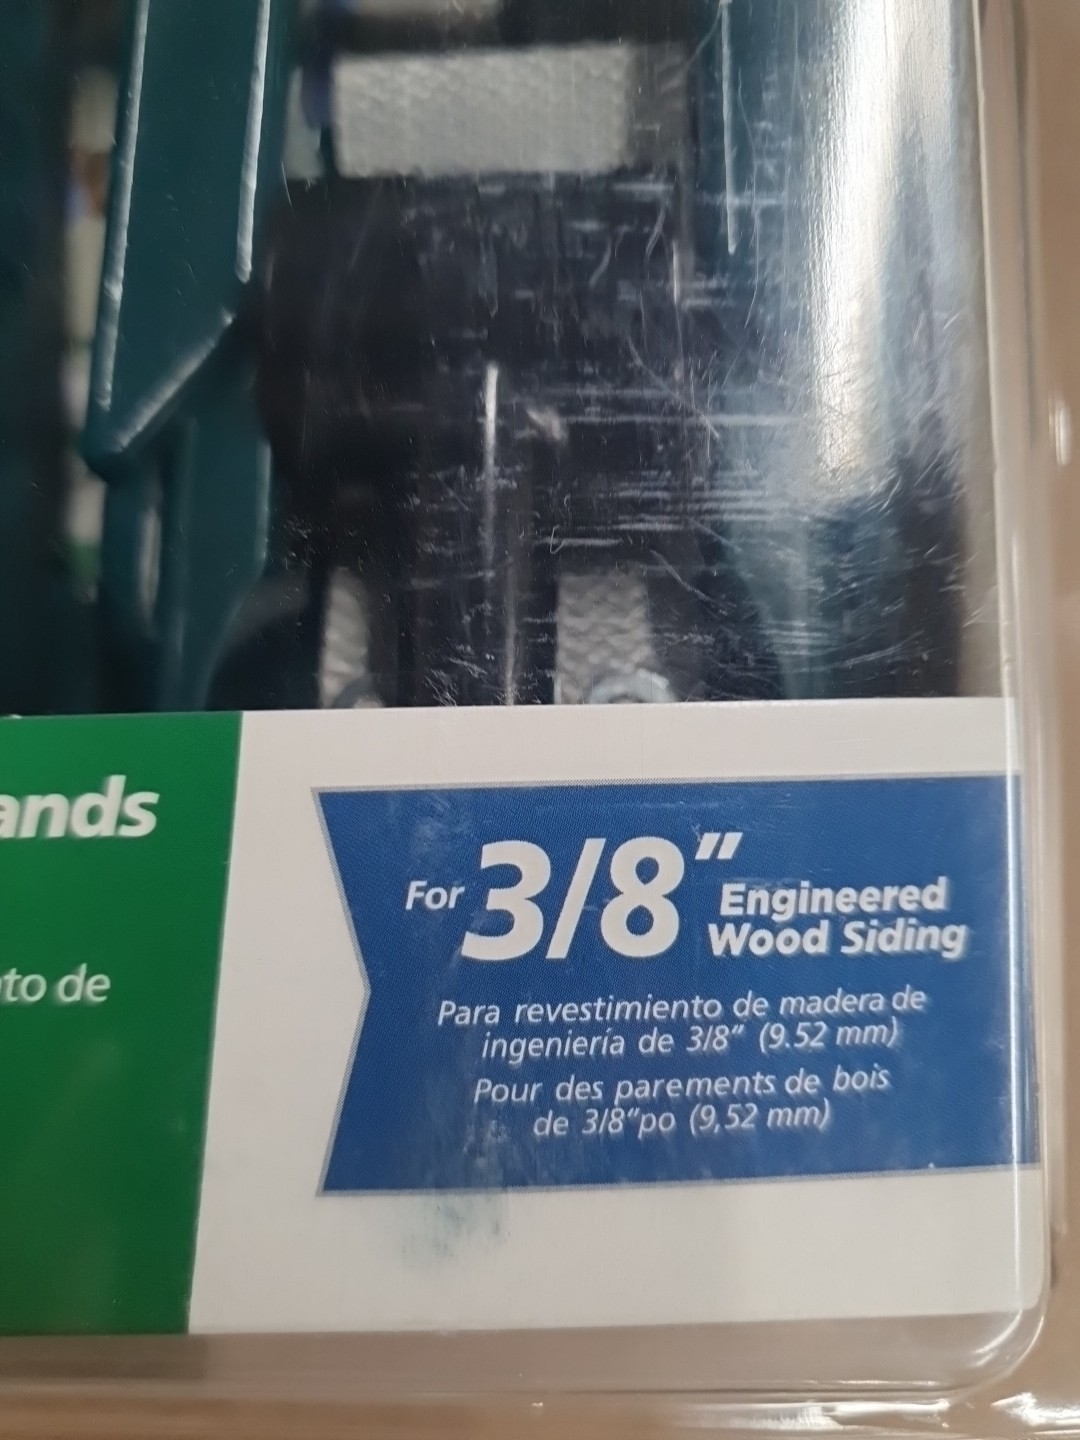 ands
to de
For 3/8" Engineered
Wood Siding
Para revestimiento de madera de
ingeniería de 3/8" (9.52 mm)
Pour des parements de bois
de 3/8"po (9,52 mm)